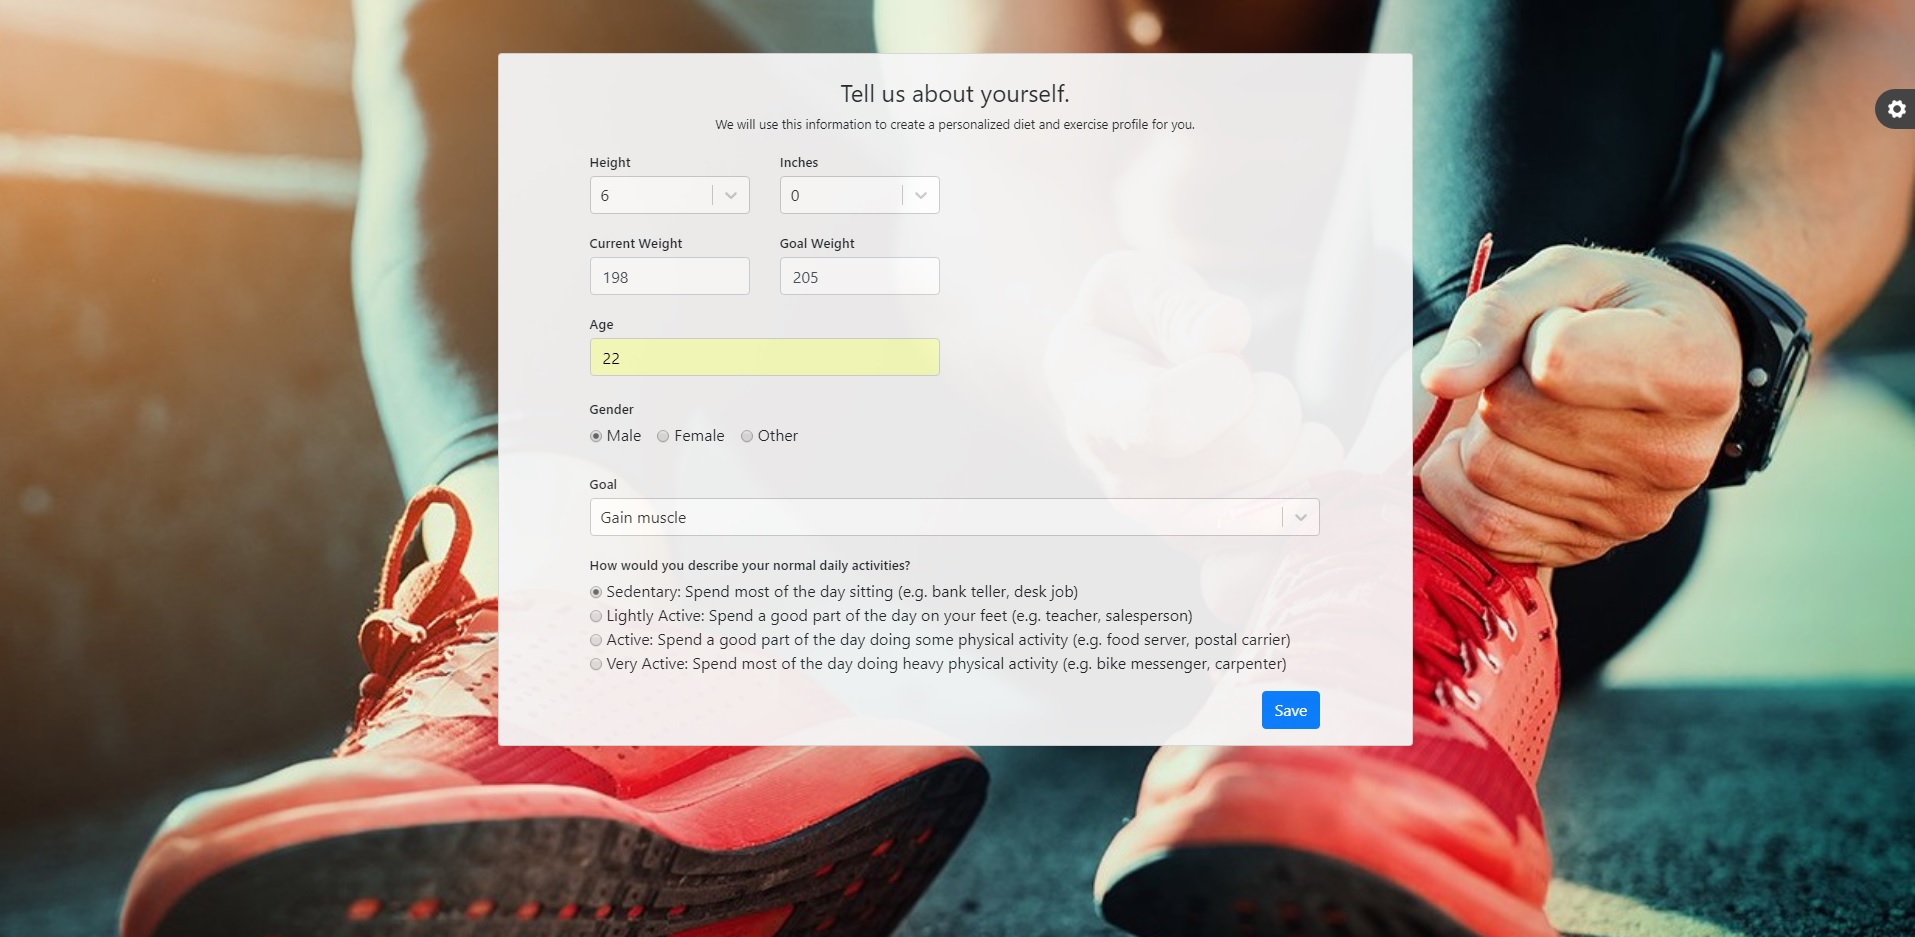 Tell us about yourself.
We will use this information to create a personalized diet and exercise profile for you.
Height Inches
6 0
Current Weight Goal Weight
198 205
Age
22
Gender
Male Female Other
Goal
Gain muscle
How would you describe your normal daily activities?
Sedentary: Spend most of the day sitting (e.g. bank teller, desk job)
Lightly Active: Spend a good part of the day on your feet (e.g. teacher, salesperson)
Active: Spend a good part of the day doing some physical activity (e.g. food server, postal carrier)
Very Active: Spend most of the day doing heavy physical activity (e.g. bike messenger, carpenter)
Save